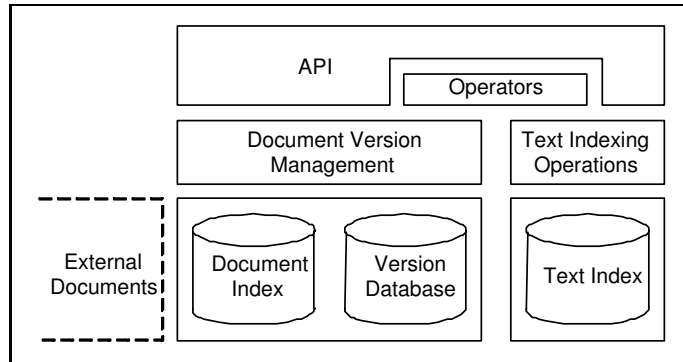 API
Operators
Document Version
Management
Text Indexing
Operations
External
Documents
Document
Index
Version
Database
Text Index